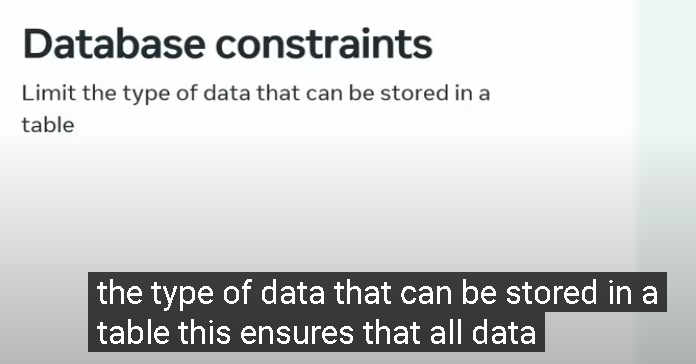 Database constraints
Limit the type of data that can be stored in a
table
the type of data that can be stored in a
table this ensures that all data